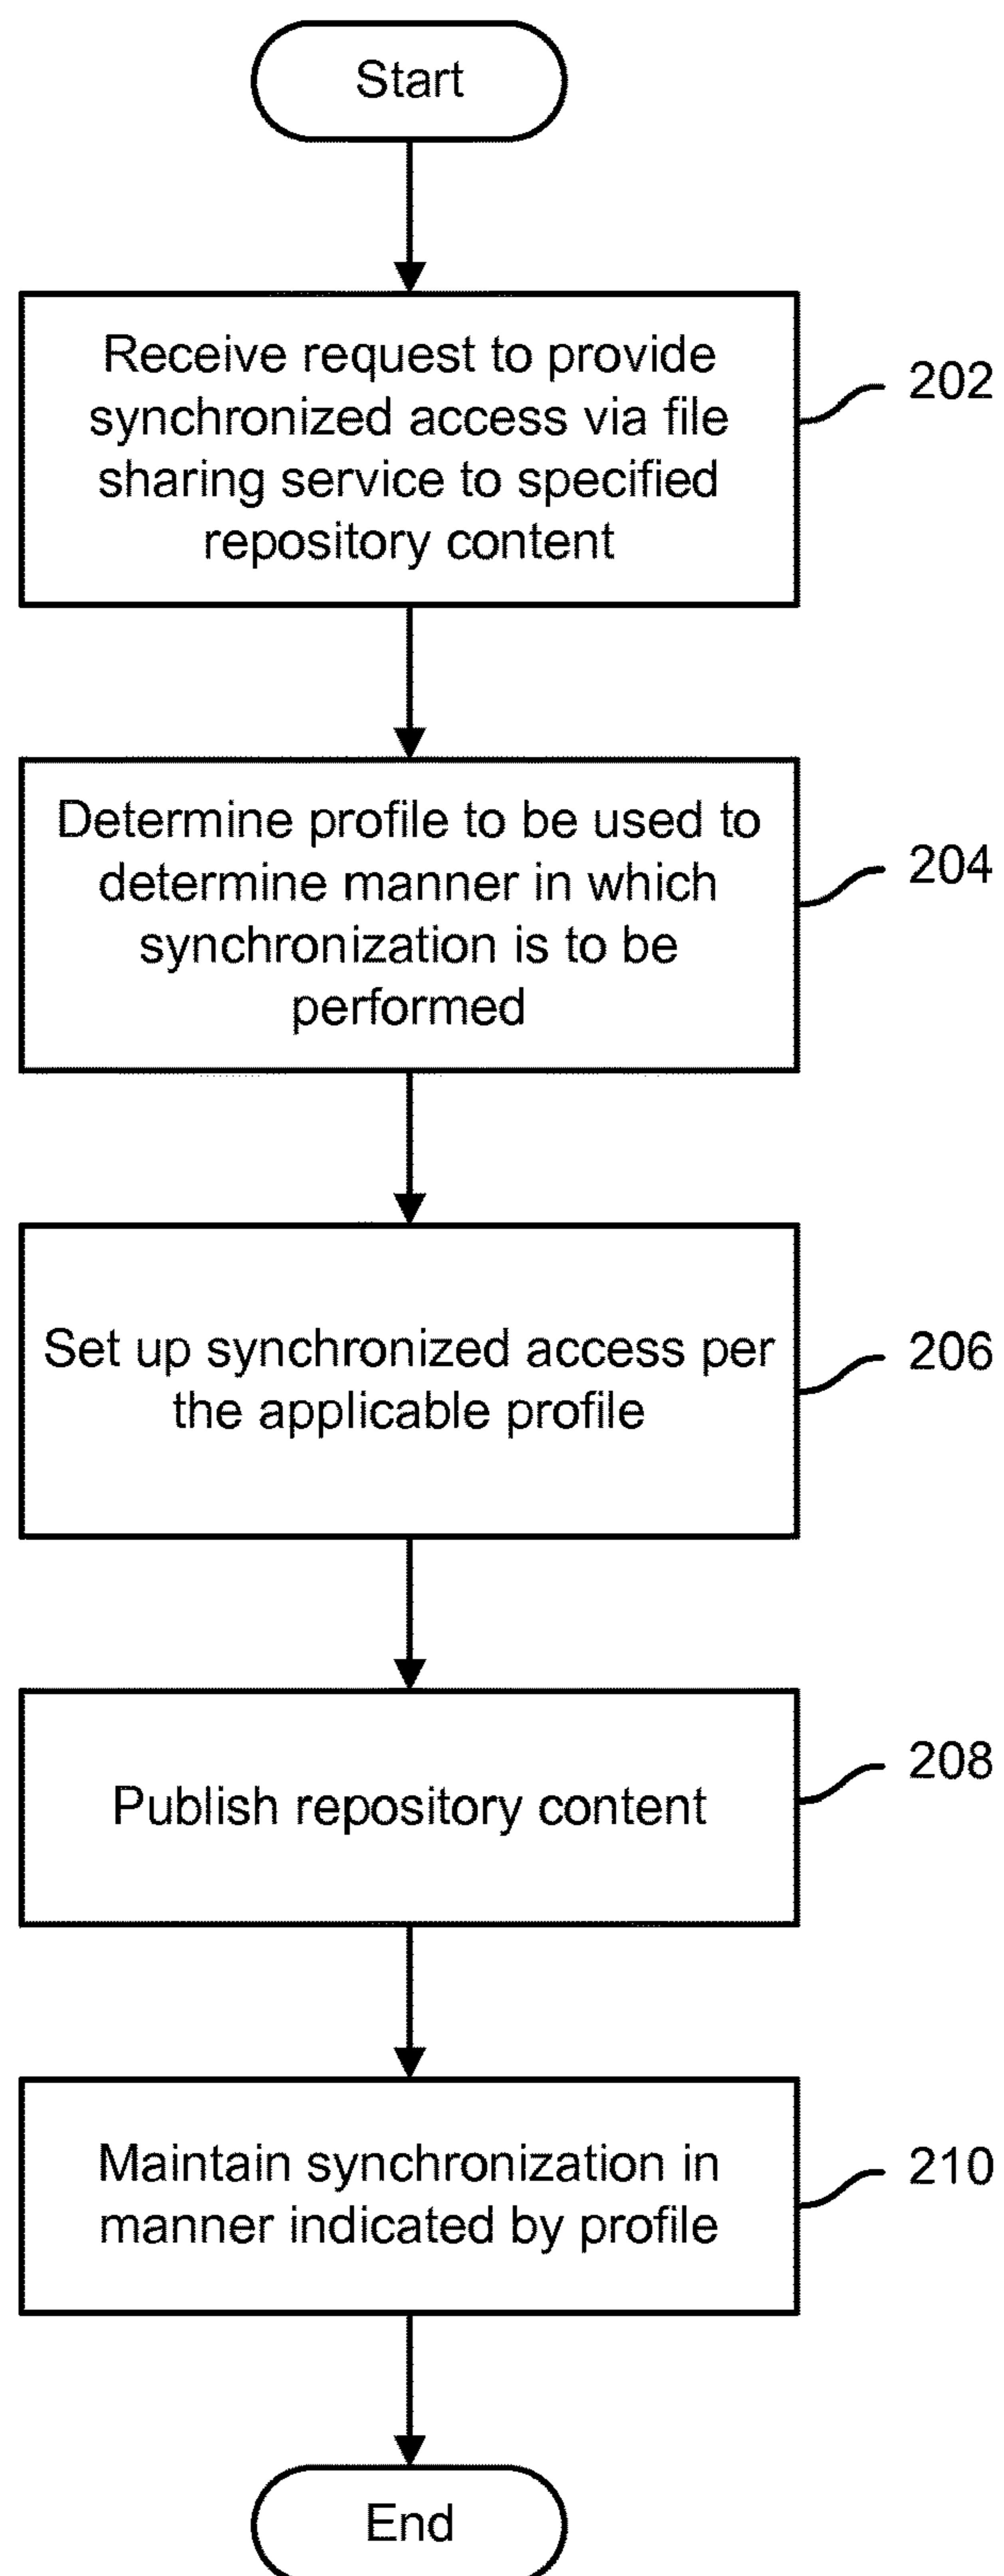 Start
Receive request to provide
synchronized access via file
sharing service to specified
repository content
202
Determine profile to be used to
determine manner in which
synchronization is to be
performed
204
Set up synchronized access per
the applicable profile
206
Publish repository content
208
Maintain synchronization in
manner indicated by profile
210
End